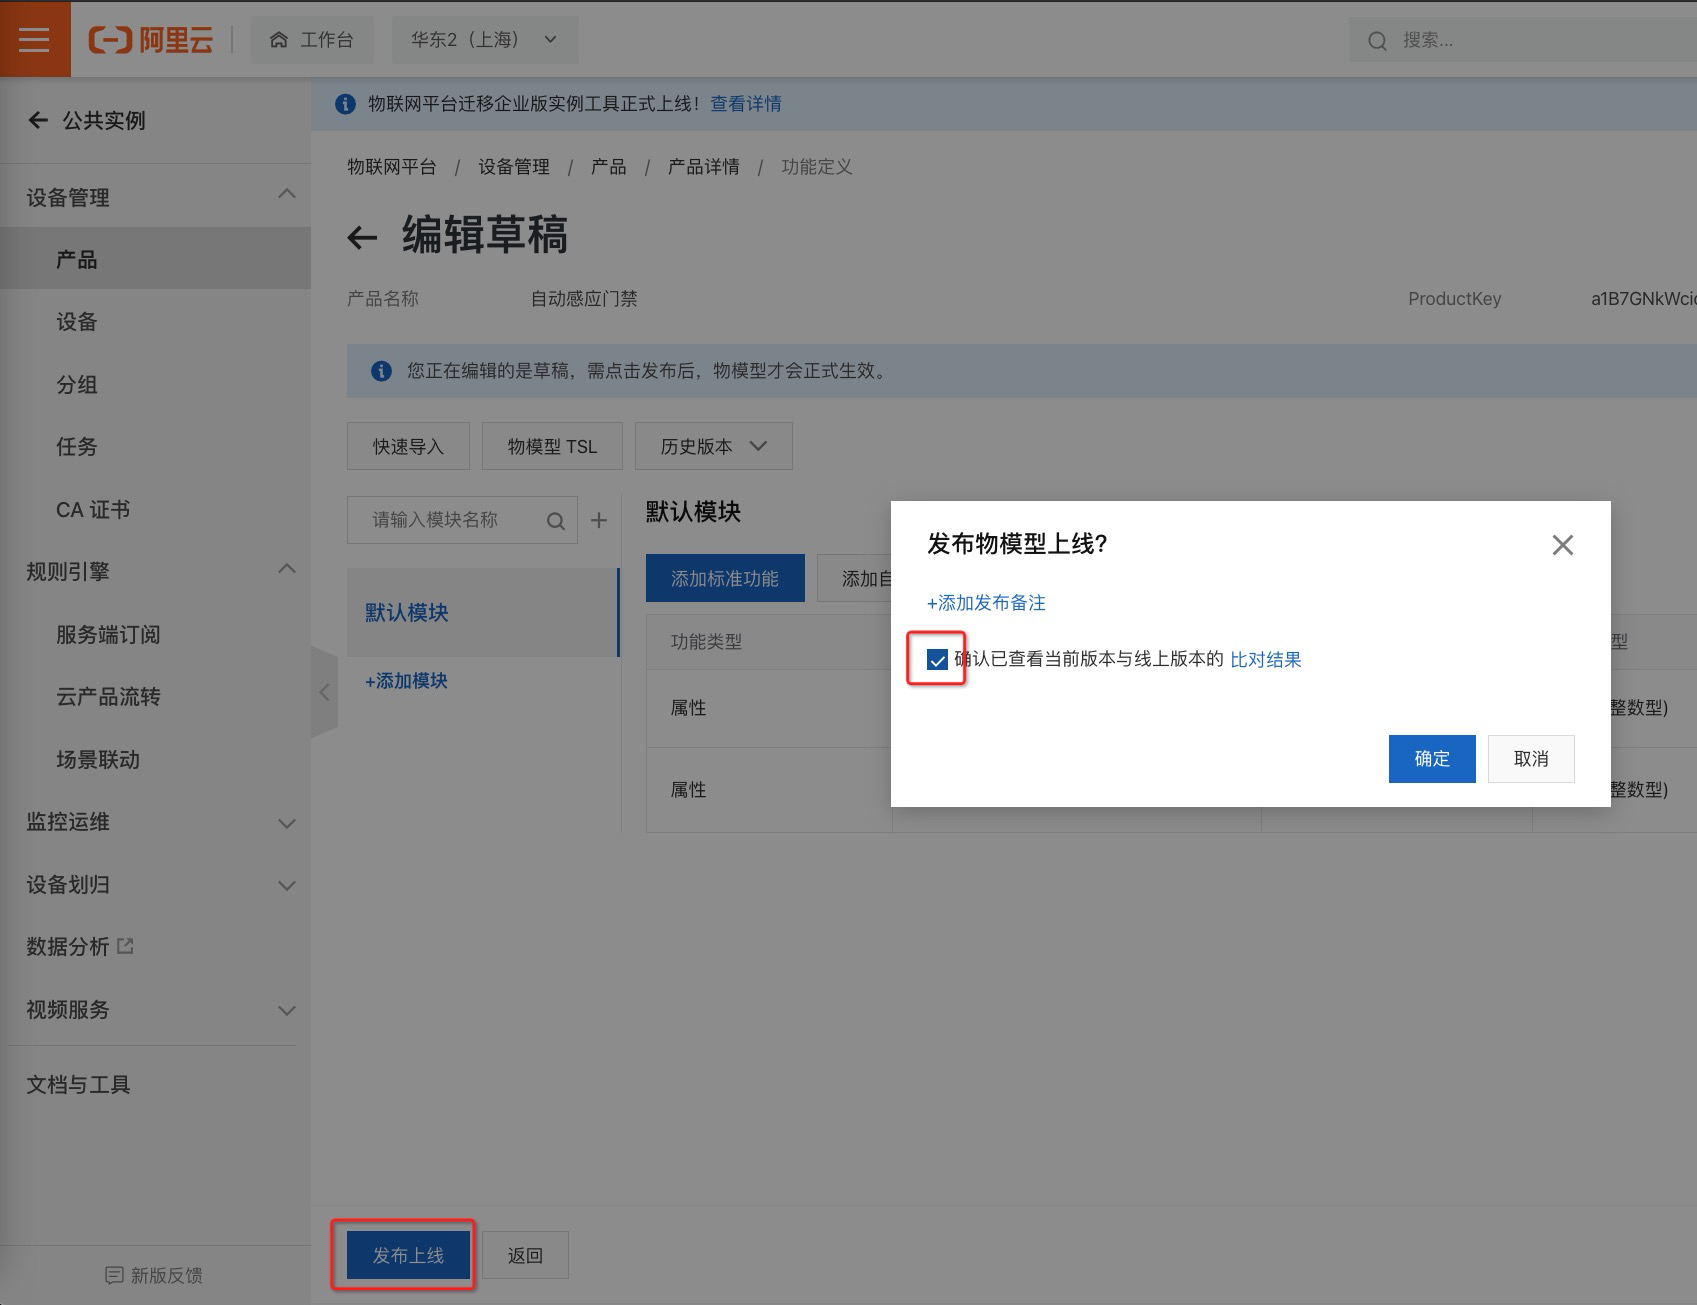 阿里云
工作台
华东2（上海）
搜索...
公共实例
物联网平台迁移企业版实例工具正式上线！查看详情
物联网平台 / 设备管理 / 产品 / 产品详情 / 功能定义
编辑草稿
产品名称
自动感应门禁
ProductKey
a1B7GNkWci
您正在编辑的是草稿，需点击发布后，物模型才会正式生效。
设备管理
产品
设备
分组
任务
CA 证书
规则引擎
服务端订阅
云产品流转
场景联动
监控运维
设备划归
数据分析
视频服务
文档与工具
新版反馈
快速导入
物模型 TSL
历史版本
请输入模块名称
默认模块
+添加模块
默认模块
添加标准功能
添加自
功能类型
型
属性
整数型)
属性
整数型)
发布物模型上线?
+添加发布备注
确认已查看当前版本与线上版本的 比对结果
确定
取消
发布上线
返回